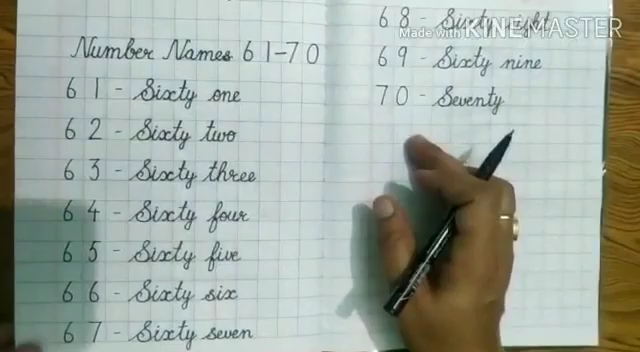 Number Names 61-70
61 - Sixty one
62 - Sixty two
63 - Sixty three
64 - Sixty four
65 - Sixty five
66 - Sixty six
67 - Sixty seven
68 - Sixty eight
69 - Sixty nine
70 - Seventy
Made with KINEMASTER